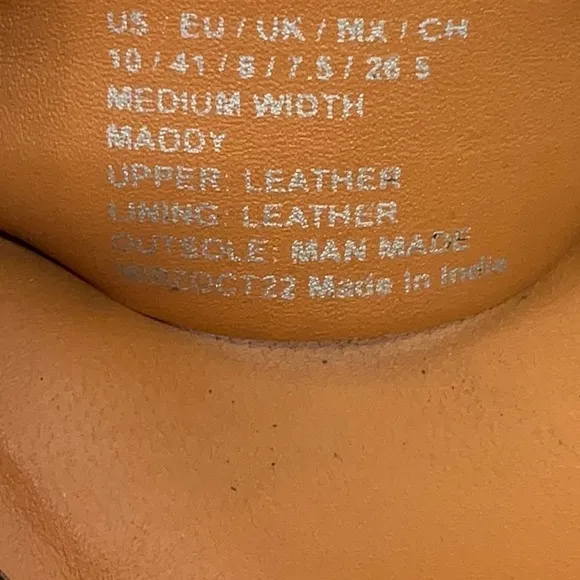 US / EU / UK / MX / CH
10 / 41 / 8 / 7.5 / 26.5
MEDIUM WIDTH
MADDY
UPPER: LEATHER
LINING: LEATHER
OUTSOLE: MAN MADE
OCT22 Made in India